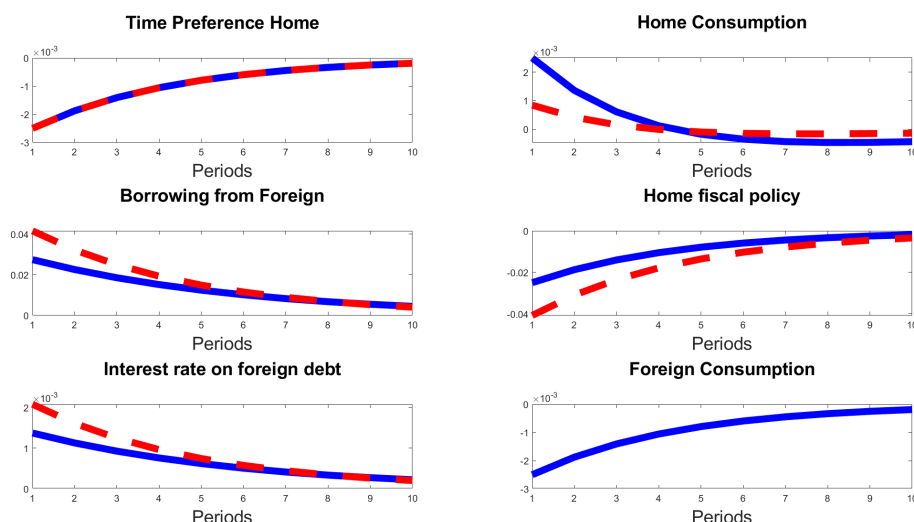 Time Preference Home
×10⁻³
0
-1
-2
-3
1 2 3 4 5 6 7 8 9 10
Periods
Home Consumption
×10⁻³
2
1
0
1 2 3 4 5 6 7 8 9 10
Periods
Borrowing from Foreign
0.04
0.02
0
1 2 3 4 5 6 7 8 9 10
Periods
Home fiscal policy
0
-0.02
-0.04
1 2 3 4 5 6 7 8 9 10
Periods
Interest rate on foreign debt
×10⁻³
2
1
0
1 2 3 4 5 6 7 8 9 10
Periods
Foreign Consumption
×10⁻³
0
-1
-2
-3
1 2 3 4 5 6 7 8 9 10
Periods